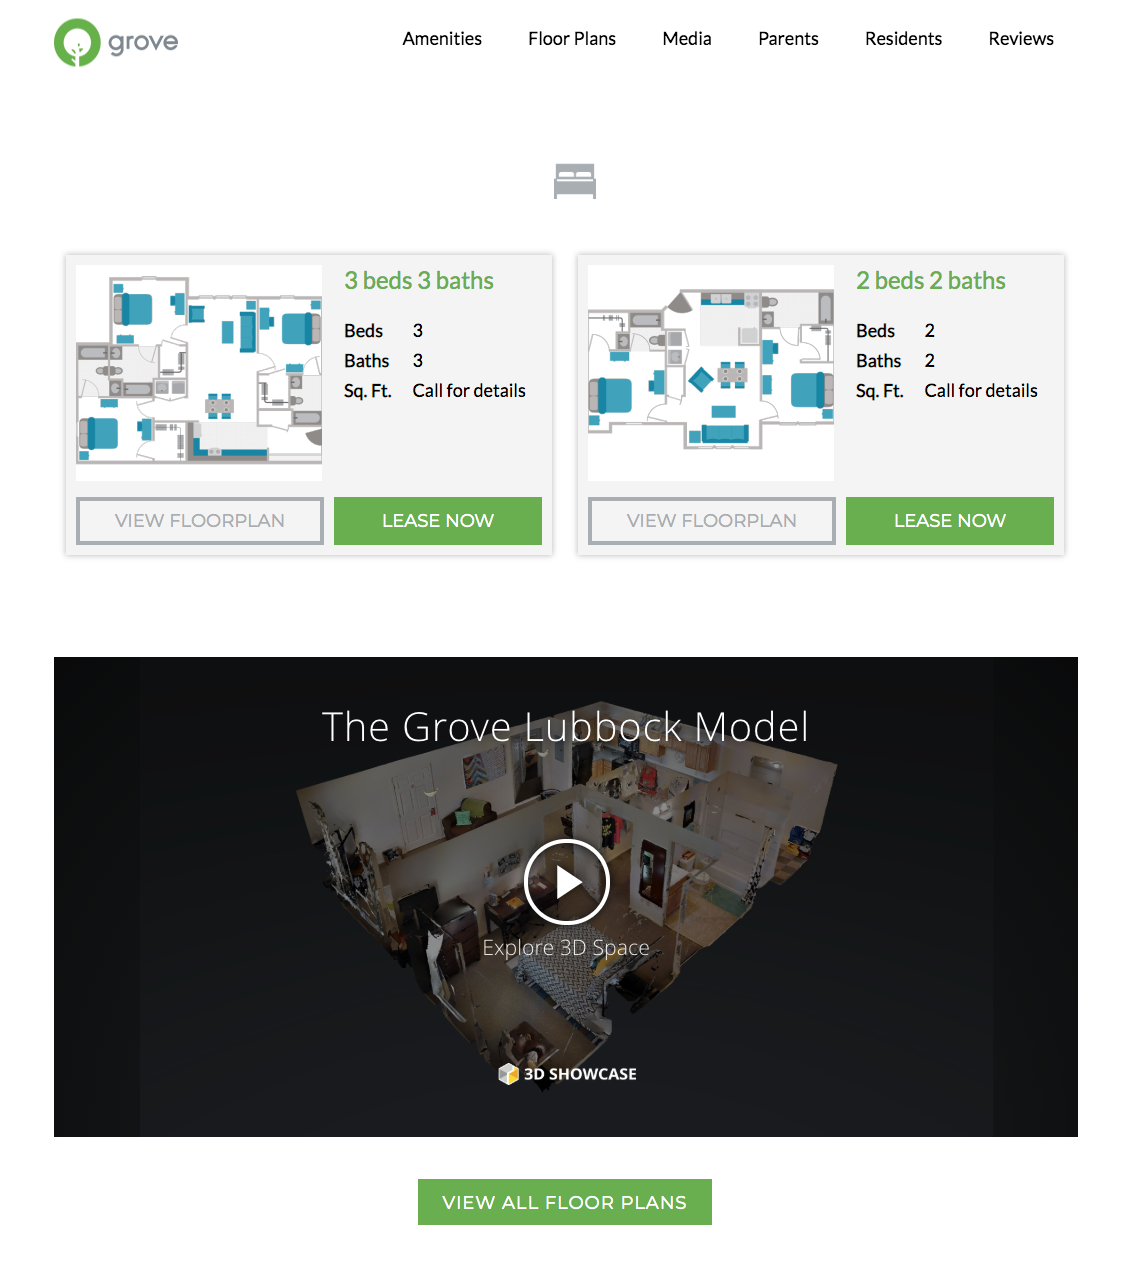 grove
Amenities Floor Plans Media Parents Residents Reviews
3 beds 3 baths
Beds 3
Baths 3
Sq. Ft. Call for details
VIEW FLOORPLAN LEASE NOW
2 beds 2 baths
Beds 2
Baths 2
Sq. Ft. Call for details
VIEW FLOORPLAN LEASE NOW
The Grove Lubbock Model
Explore 3D Space
3D SHOWCASE
VIEW ALL FLOOR PLANS